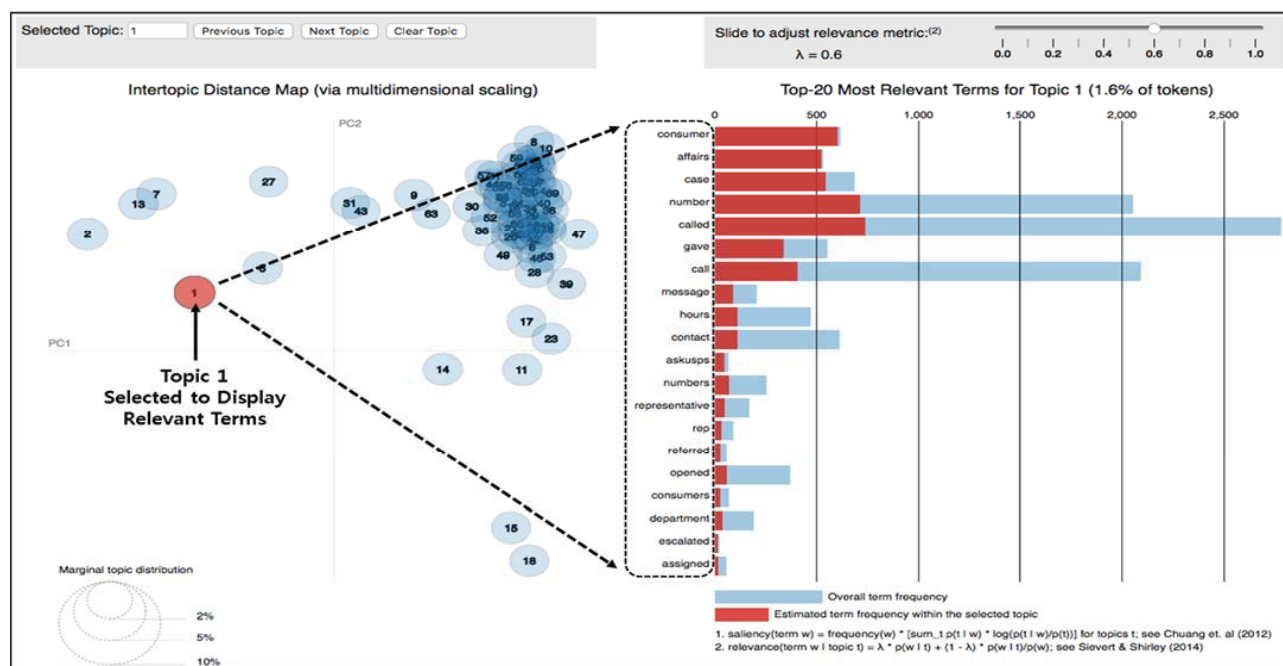 Selected Topic: 1 Previous Topic Next Topic Clear Topic
Slide to adjust relevance metric:(2)
λ = 0.6
0.0 0.2 0.4 0.6 0.8 1.0
Intertopic Distance Map (via multidimensional scaling)
PC2
PC1
8
10
59
57
7
13
27
2
31
43
9
63
30
52
36
47
49
53
28
39
1
17
23
14
11
15
18
Topic 1
Selected to Display
Relevant Terms
Marginal topic distribution
2%
5%
10%
Top-20 Most Relevant Terms for Topic 1 (1.6% of tokens)
0 500 1,000 1,500 2,000 2,500
consumer
affairs
case
number
called
gave
call
message
hours
contact
askusps
numbers
representative
rep
referred
opened
consumers
department
escalated
assigned
Overall term frequency
Estimated term frequency within the selected topic
1. saliency(term w) = frequency(w) * [sum_t p(t | w) * log(p(t | w)/p(t))] for topics t; see Chuang et. al (2012)
2. relevance(term w | topic t) = λ * p(w | t) + (1 - λ) * p(w | t)/p(w); see Sievert & Shirley (2014)